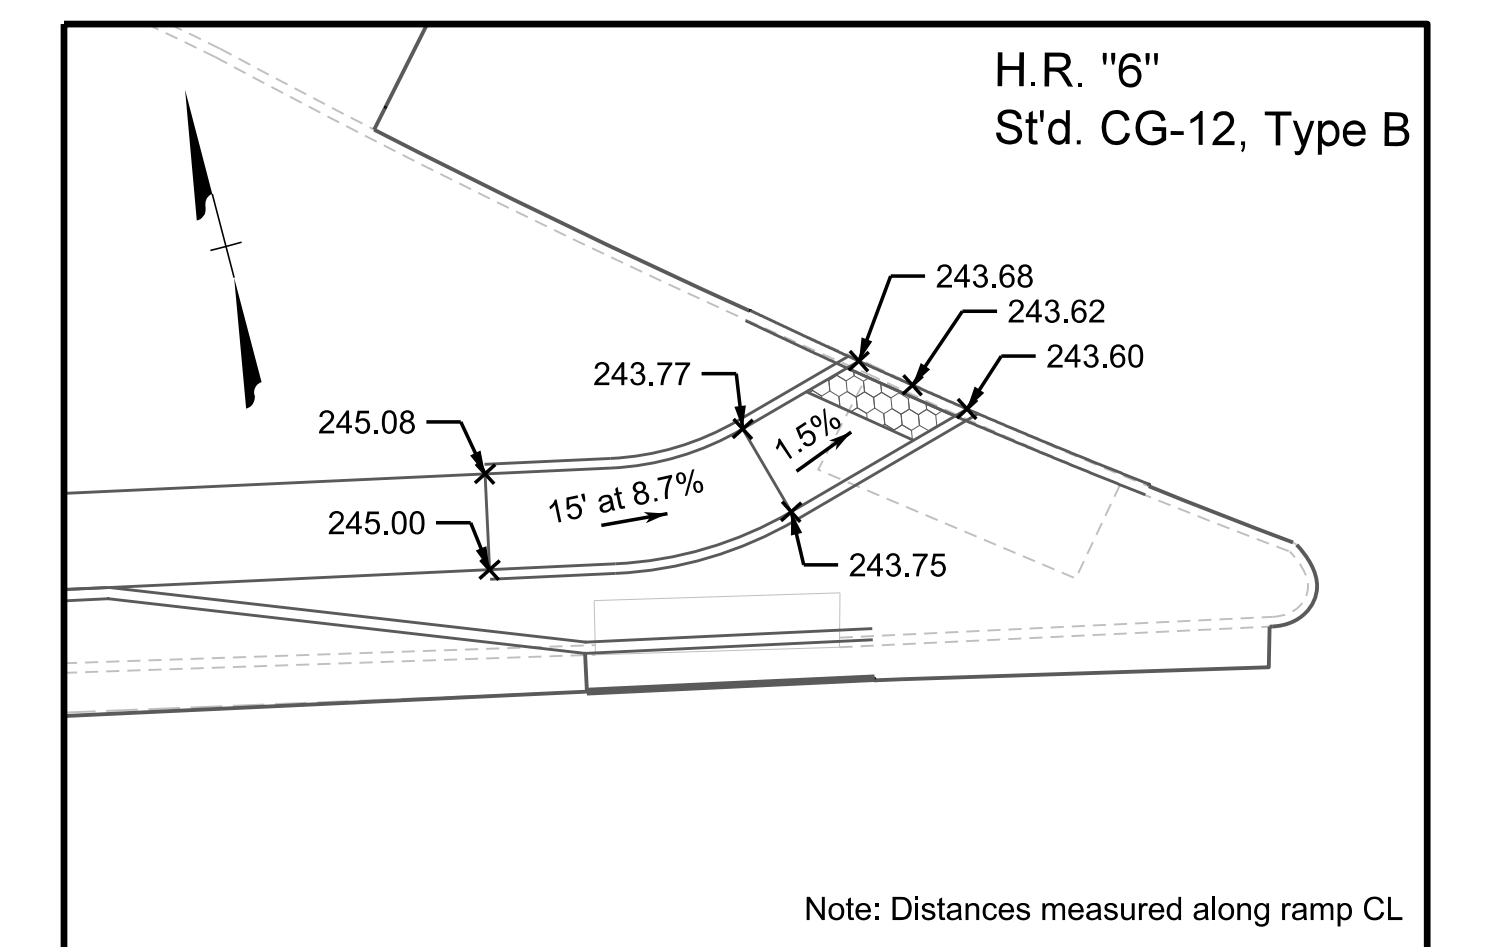 H.R. "6"
St'd. CG-12, Type B
243.68
243.62
243.60
243.77
245.08
1.5%
15' at 8.7%
245.00
243.75
Note: Distances measured along ramp CL